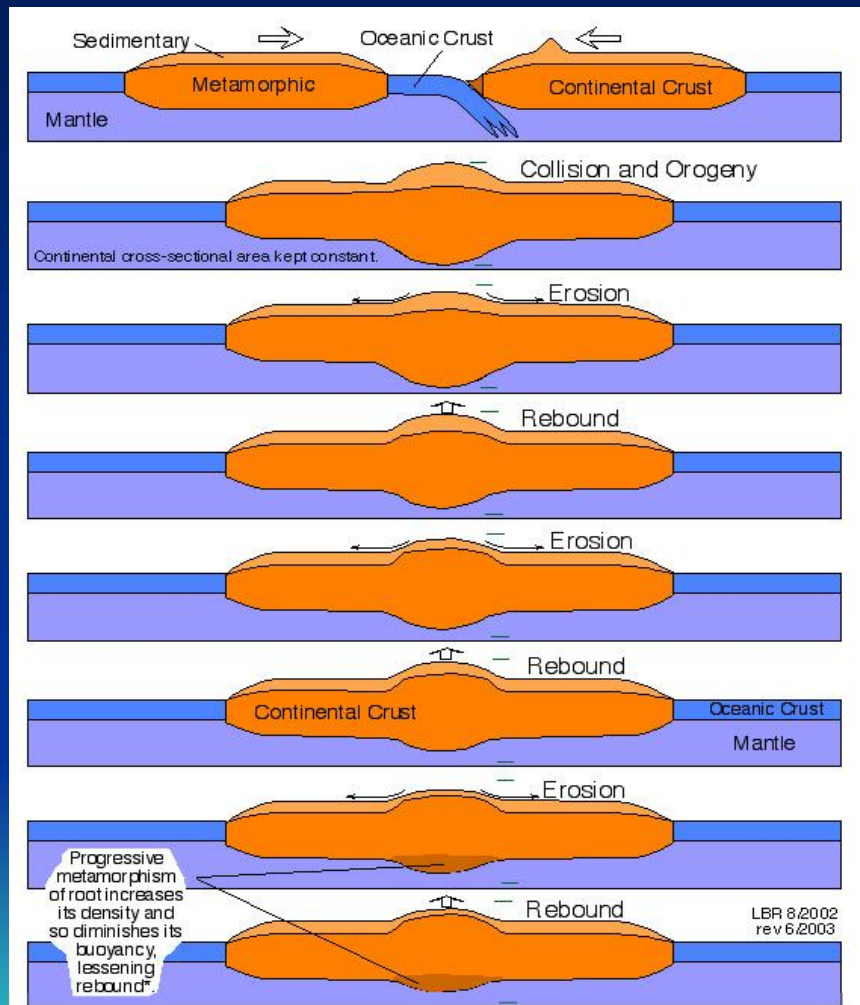 Sedimentary
Oceanic Crust
Metamorphic
Continental Crust
Mantle
Collision and Orogeny
Continental cross-sectional area kept constant.
Erosion
Rebound
Erosion
Rebound
Continental Crust
Oceanic Crust
Mantle
Erosion
Progressive
metamorphism
of root increases
its density and
so diminishes its
buoyancy,
lessening
rebound*.
Rebound
LBR 8/2002
rev 6/2003